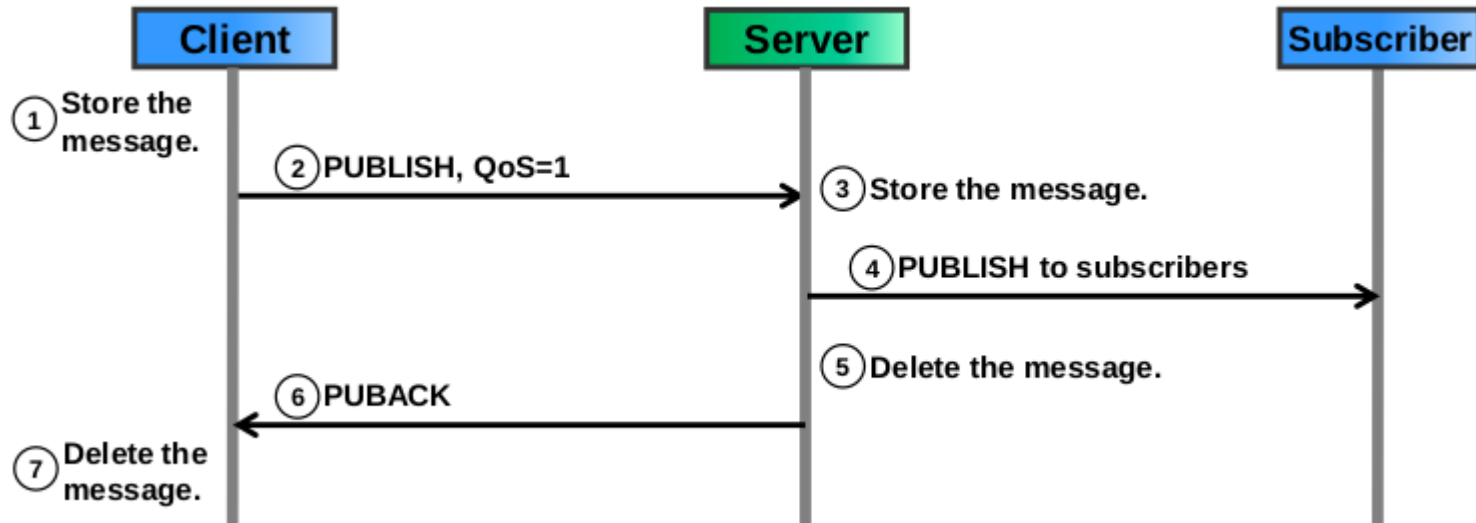 Client
Server
Subscriber
1 Store the
message.
2 PUBLISH, QoS=1
3 Store the message.
4 PUBLISH to subscribers
5 Delete the message.
6 PUBACK
7 Delete the
message.